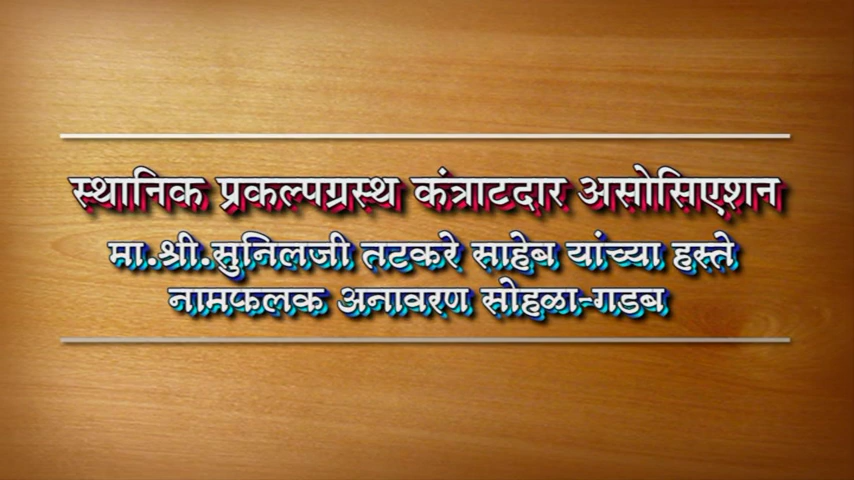 स्थानिक प्रकल्पग्रस्थ कंत्राटदार असोसिएशन
मा.श्री.सुनिलजी तटकरे साहेब यांच्या हस्ते
नामफलक अनावरण सोहळा-गडब